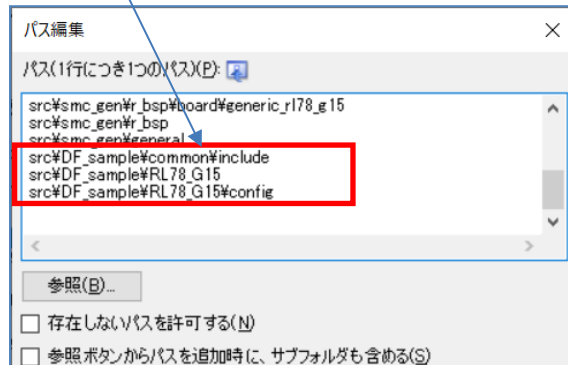 パス編集
パス(1行につき1つのパス)(P):
src¥smc_gen¥r_bsp¥board¥generic_rl78_g15
src¥smc_gen¥r_bsp
src¥smc_gen¥general
src¥DF_sample¥common¥include
src¥DF_sample¥RL78_G15
src¥DF_sample¥RL78_G15¥config
参照(B)...
存在しないパスを許可する(N)
参照ボタンからパスを追加時に、サブフォルダも含める(S)